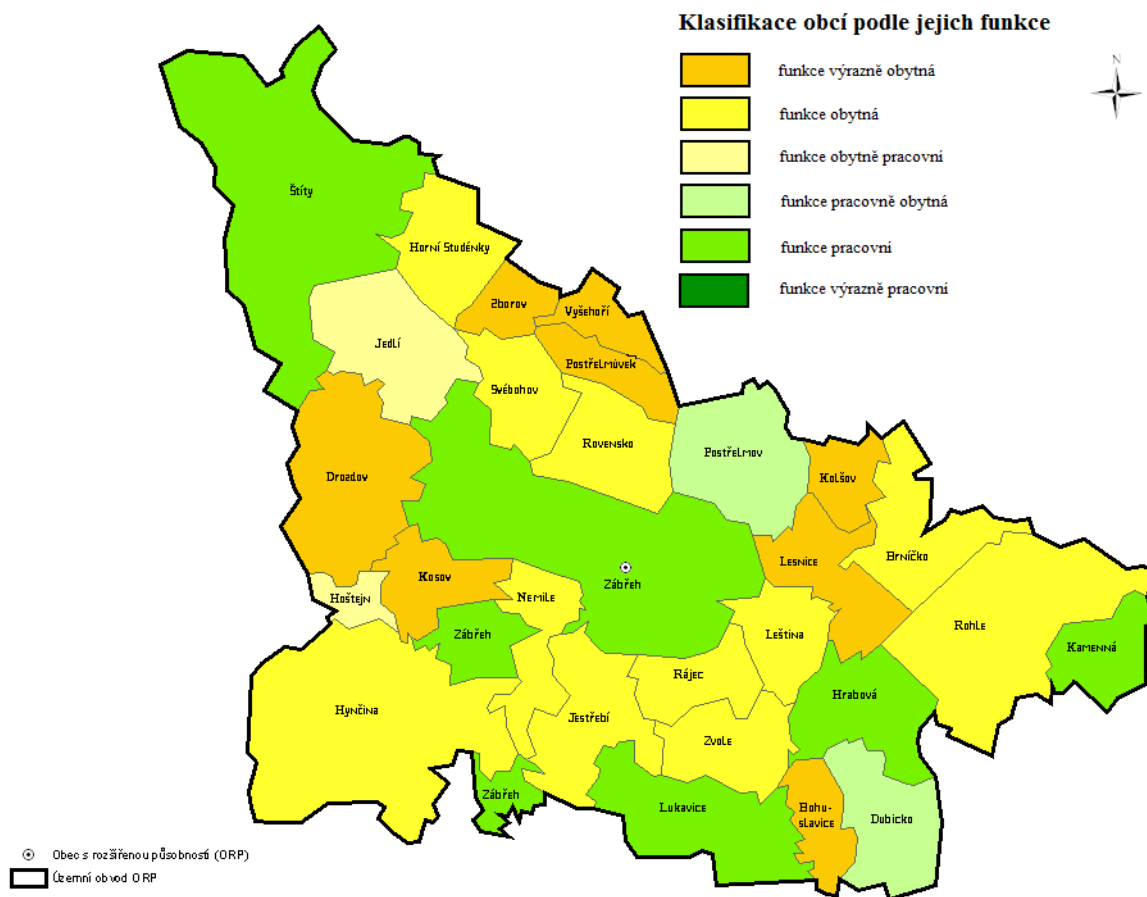 Klasifikace obcí podle jejich funkce
funkce výrazně obytná
N
funkce obytná
funkce obytně pracovní
funkce pracovně obytná
funkce pracovní
funkce výrazně pracovní
Štíty
Horní Studénky
Zborov
Vyšehoří
Jedlí
Postřelmůvek
Svébohov
Rovensko
Postřelmov
Drozdov
Kolšov
Brníčko
Lesnice
Kosov
Zábřeh
Hoštejn
Nemile
Rohle
Zábřeh
Leština
Kamenná
Rájec
Hrabová
Hynčina
Jestřebí
Zvole
Zábřeh
Lukavice
Bohu-
slavice
Dubicko
Obec s rozšířenou působností (ORP)
Územní obvod ORP